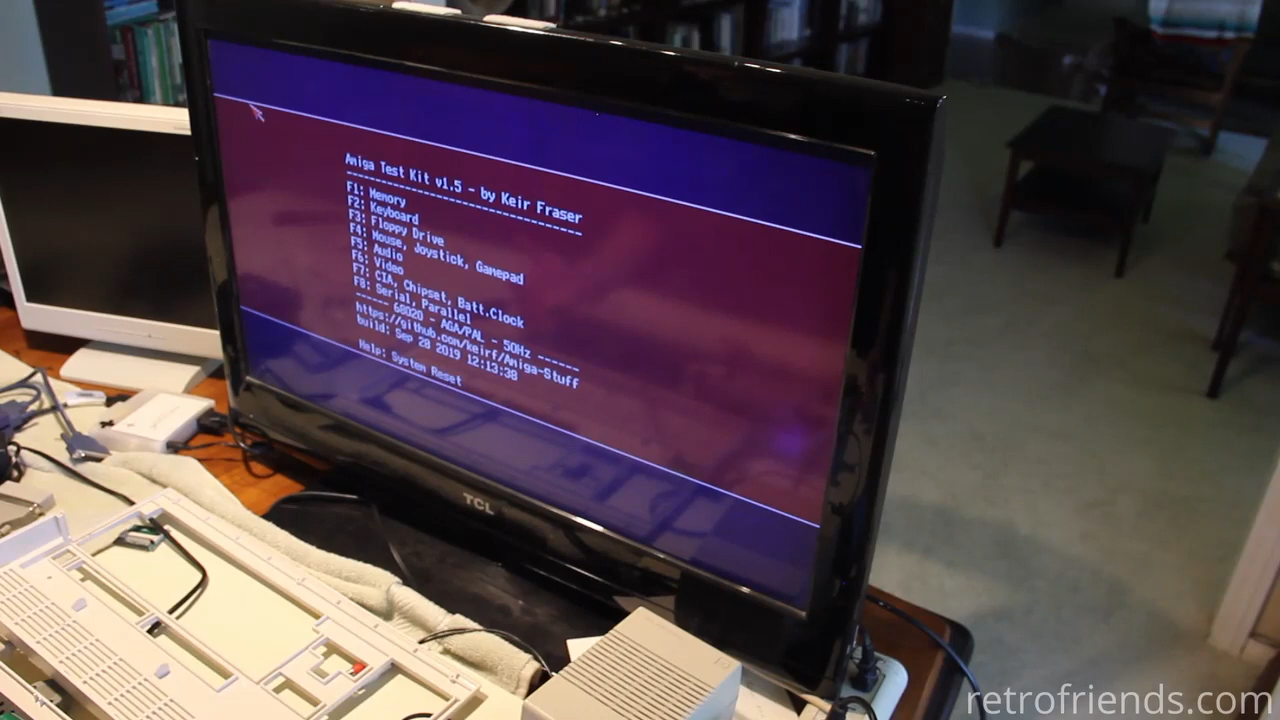 Amiga Test Kit v1.5 - by Keir Fraser
------------------------------------
F1: Memory
F2: Keyboard
F3: Floppy Drive
F4: Mouse, Joystick, Gamepad
F5: Audio
F6: Video
F7: CIA, Chipset, Batt.Clock
F8: Serial, Parallel
------ 68020 - AGA/PAL - 50Hz ------
https://github.com/keirf/Amiga-Stuff
build: Sep 28 2019 12:13:38
Help: System Reset
TCL
retrofriends.com